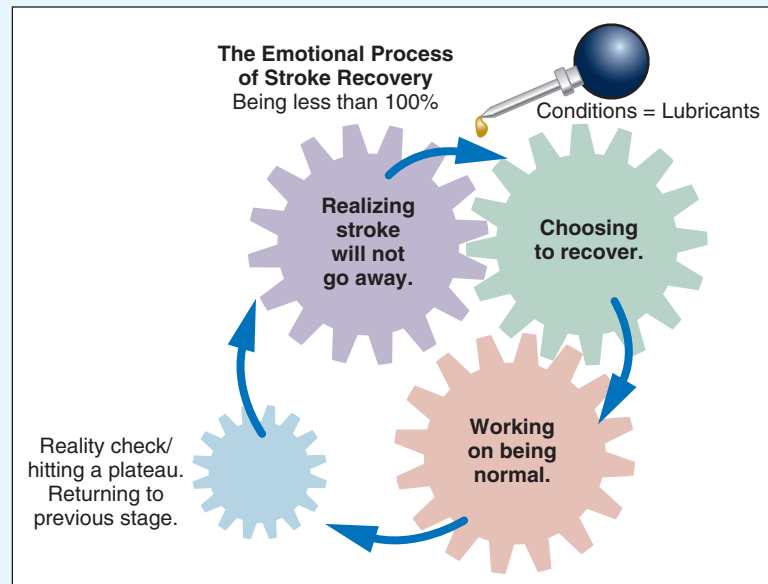 The Emotional Process
of Stroke Recovery
Being less than 100%
Conditions = Lubricants
Realizing
stroke
will not
go away.
Choosing
to recover.
Working
on being
normal.
Reality check/
hitting a plateau.
Returning to
previous stage.